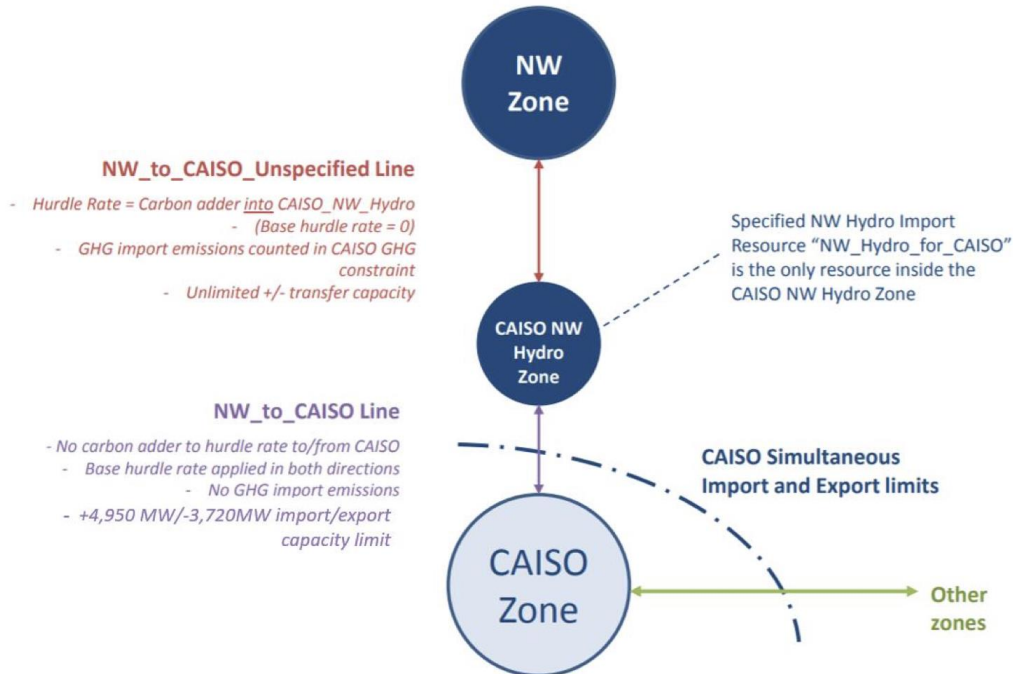 NW
Zone
NW_to_CAISO_Unspecified Line
- Hurdle Rate = Carbon adder into CAISO_NW_Hydro
- (Base hurdle rate = 0)
- GHG import emissions counted in CAISO GHG
constraint
- Unlimited +/- transfer capacity
Specified NW Hydro Import
Resource “NW_Hydro_for_CAISO”
is the only resource inside the
CAISO NW Hydro Zone
CAISO NW
Hydro
Zone
NW_to_CAISO Line
- No carbon adder to hurdle rate to/from CAISO
- Base hurdle rate applied in both directions
- No GHG import emissions
- +4,950 MW/-3,720MW import/export
capacity limit
CAISO Simultaneous
Import and Export limits
CAISO
Zone
Other
zones